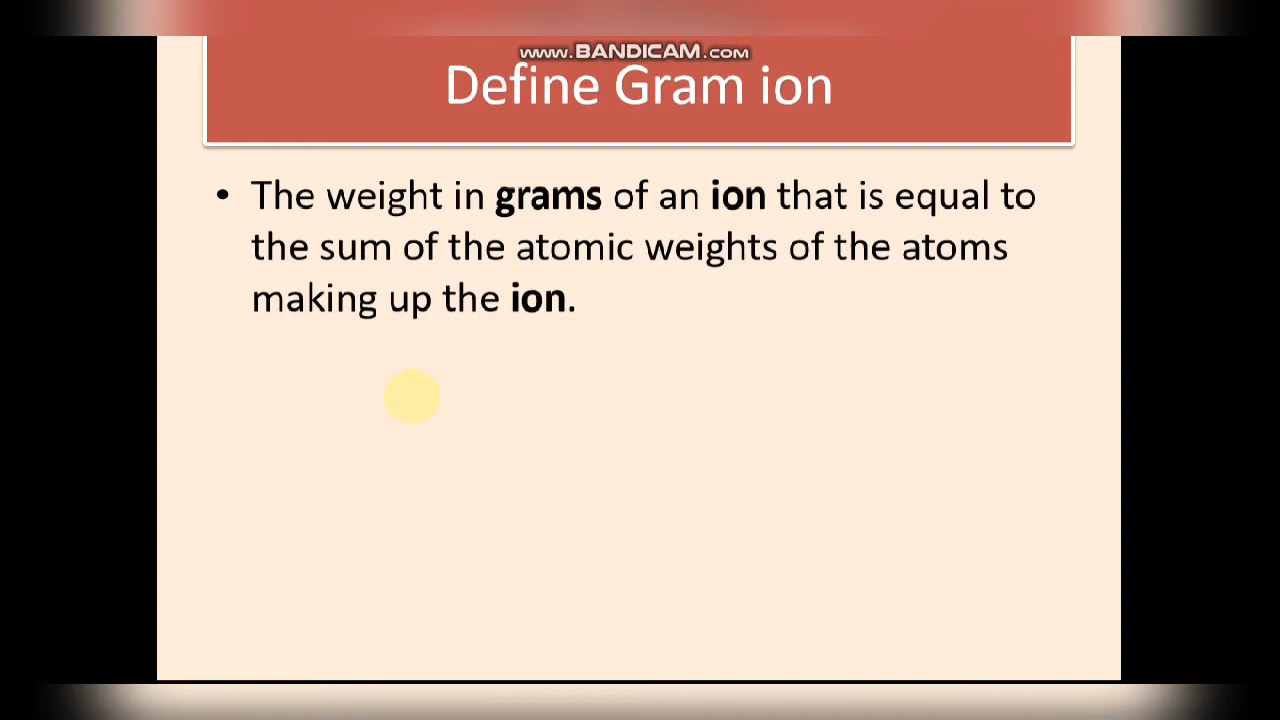 www.BANDICAM.com
Define Gram ion
• The weight in grams of an ion that is equal to
the sum of the atomic weights of the atoms
making up the ion.